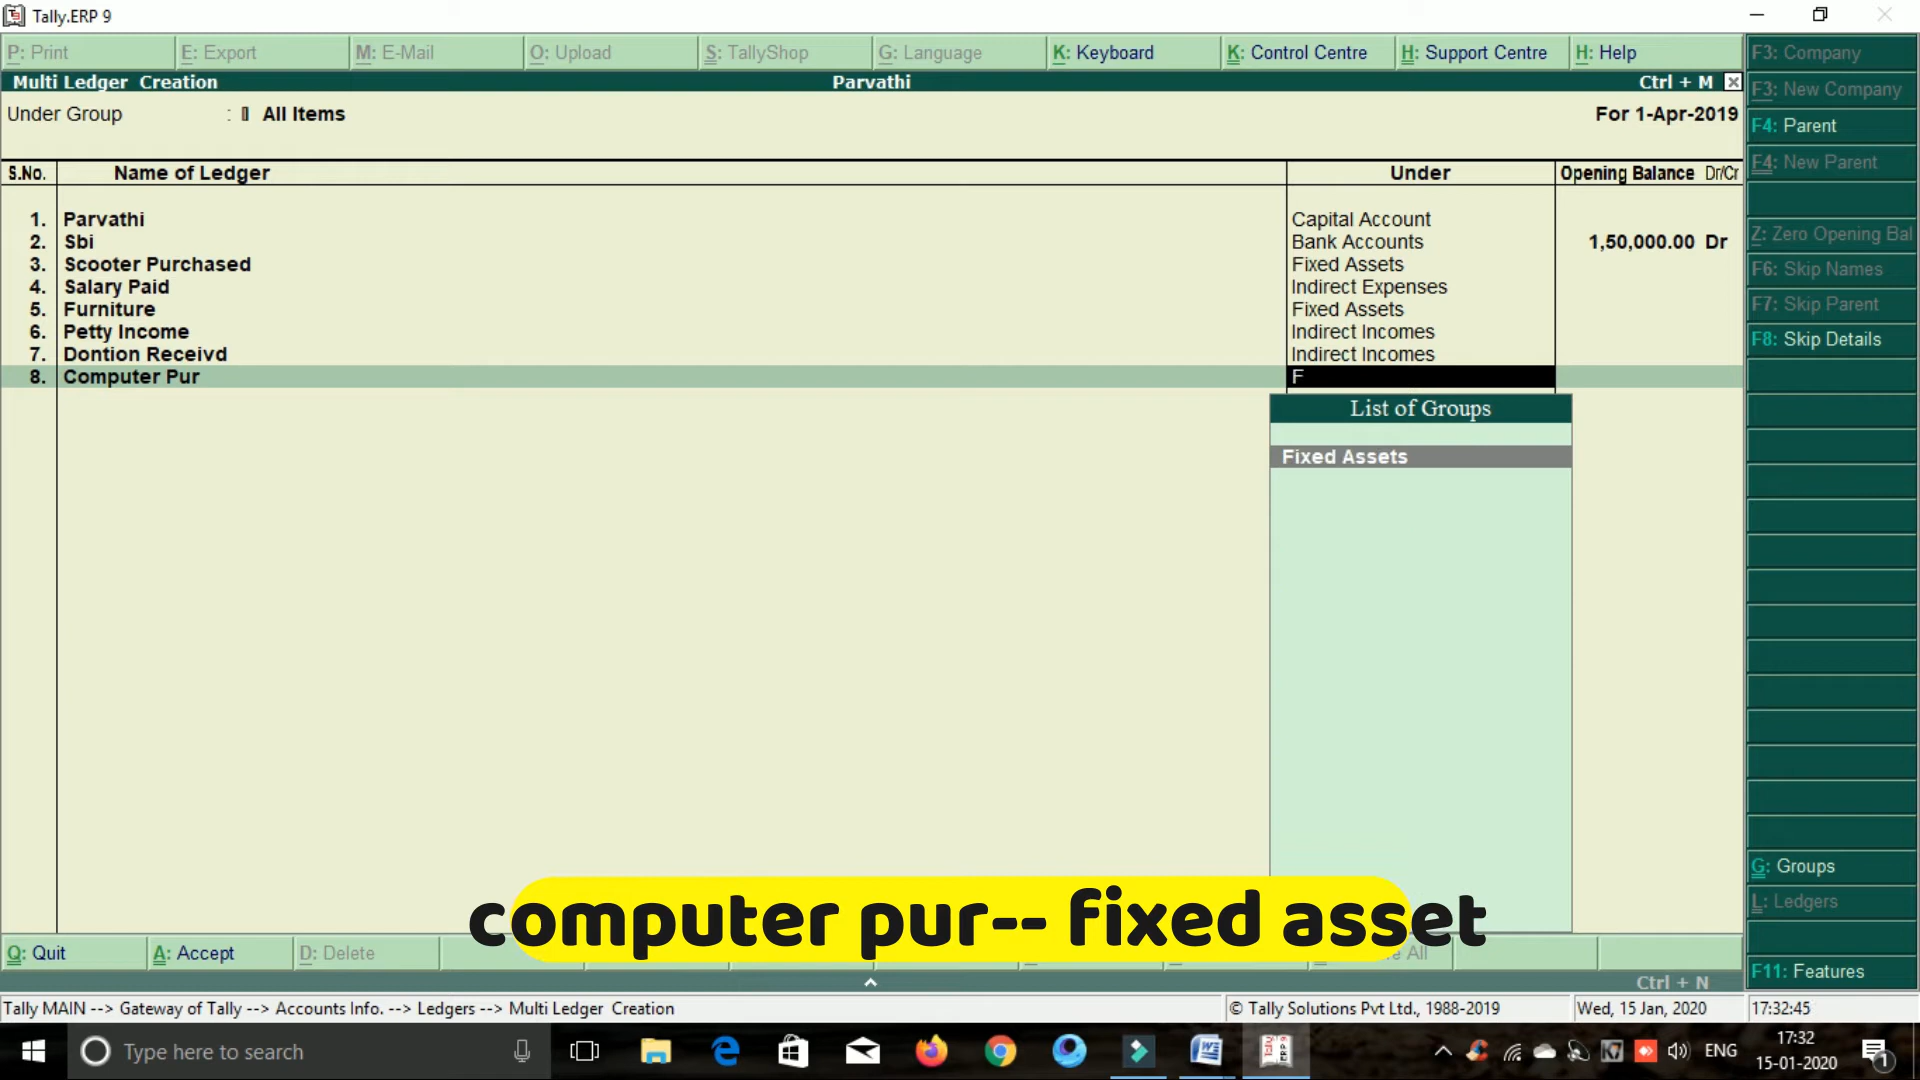 Tally.ERP 9
P: Print E: Export M: E-Mail O: Upload S: TallyShop G: Language K: Keyboard K: Control Centre H: Support Centre H: Help
F3: Company
Multi Ledger Creation Parvathi Ctrl + M
F3: New Company
Under Group : All Items For 1-Apr-2019
F4: Parent
F4: New Parent
S.No. Name of Ledger Under Opening Balance Dr/Cr
1. Parvathi Capital Account
2. Sbi Bank Accounts 1,50,000.00 Dr
Z: Zero Opening Bal
3. Scooter Purchased Fixed Assets
F6: Skip Names
4. Salary Paid Indirect Expenses
5. Furniture Fixed Assets
F7: Skip Parent
6. Petty Income Indirect Incomes
F8: Skip Details
7. Dontion Receivd Indirect Incomes
8. Computer Pur F
List of Groups
Fixed Assets
G: Groups
L: Ledgers
computer pur-- fixed asset
Q: Quit A: Accept D: Delete All
F11: Features
Ctrl + N
Tally MAIN --> Gateway of Tally --> Accounts Info. --> Ledgers --> Multi Ledger Creation © Tally Solutions Pvt Ltd., 1988-2019 Wed, 15 Jan, 2020 17:32:45
Type here to search ENG 17:32
15-01-2020 1